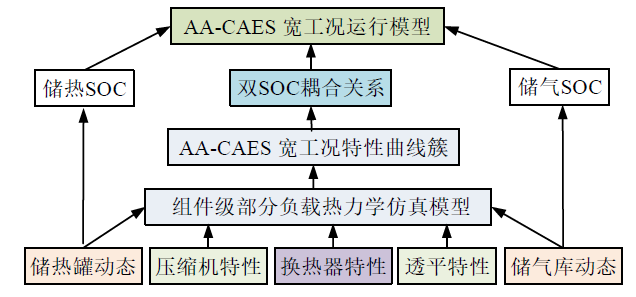 AA-CAES 宽工况运行模型
储热SOC
双SOC耦合关系
储气SOC
AA-CAES 宽工况特性曲线簇
组件级部分负载热力学仿真模型
储热罐动态
压缩机特性
换热器特性
透平特性
储气库动态